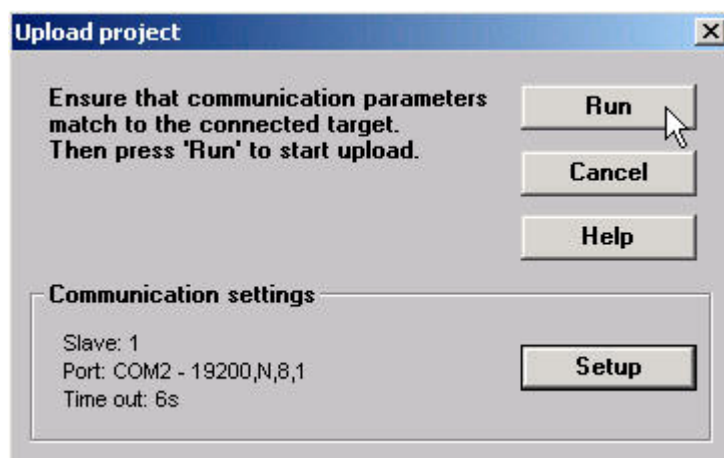 Upload project
Ensure that communication parameters
match to the connected target.
Then press 'Run' to start upload.
Run
Cancel
Help
Communication settings
Slave: 1
Port: COM2 - 19200,N,8,1
Time out: 6s
Setup